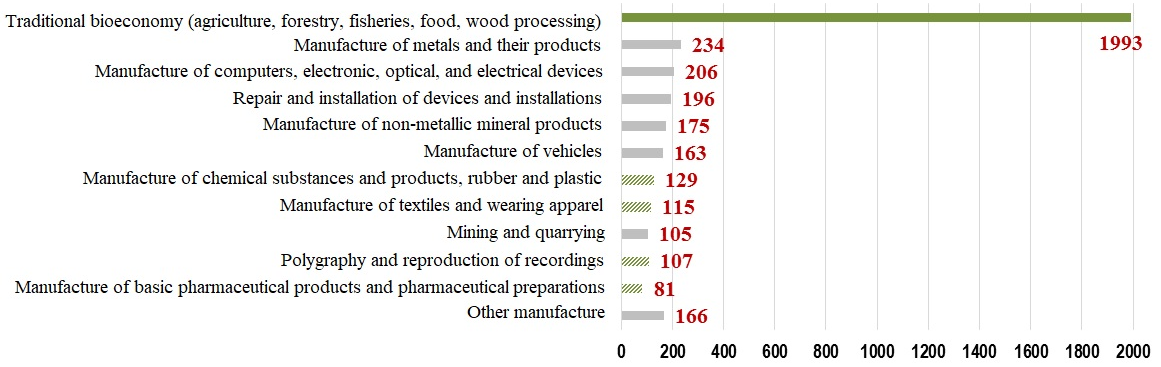 Traditional bioeconomy (agriculture, forestry, fisheries, food, wood processing)
1993
Manufacture of metals and their products 234
Manufacture of computers, electronic, optical, and electrical devices 206
Repair and installation of devices and installations 196
Manufacture of non-metallic mineral products 175
Manufacture of vehicles 163
Manufacture of chemical substances and products, rubber and plastic 129
Manufacture of textiles and wearing apparel 115
Mining and quarrying 105
Polygraphy and reproduction of recordings 107
Manufacture of basic pharmaceutical products and pharmaceutical preparations 81
Other manufacture 166
0 200 400 600 800 1000 1200 1400 1600 1800 2000